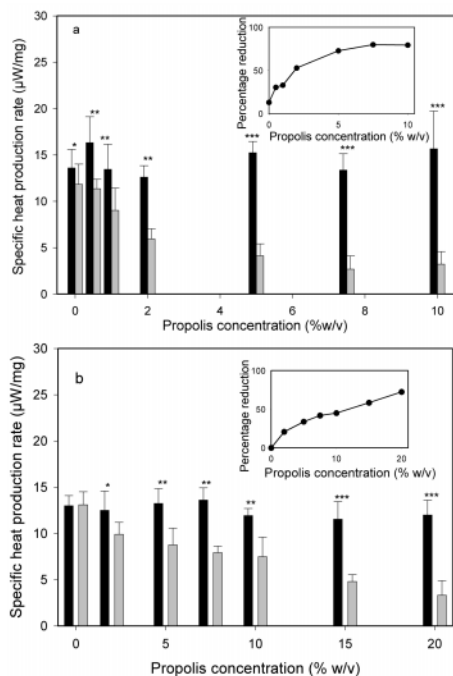 a
30
25
20
15
10
5
0
Specific heat production rate (µW/mg)
* ** ** ** *** *** ***
0 2 4 6 8 10
Propolis concentration (%w/v)
Percentage reduction
100
50
0
0 5 10
Propolis concentration (% w/v)
b
30
25
20
15
10
5
0
Specific heat production rate (µW/mg)
* ** ** ** *** ***
0 5 10 15 20
Propolis concentration (% w/v)
Percentage reduction
100
50
0
0 10 20
Propolis concentration (% w/v)